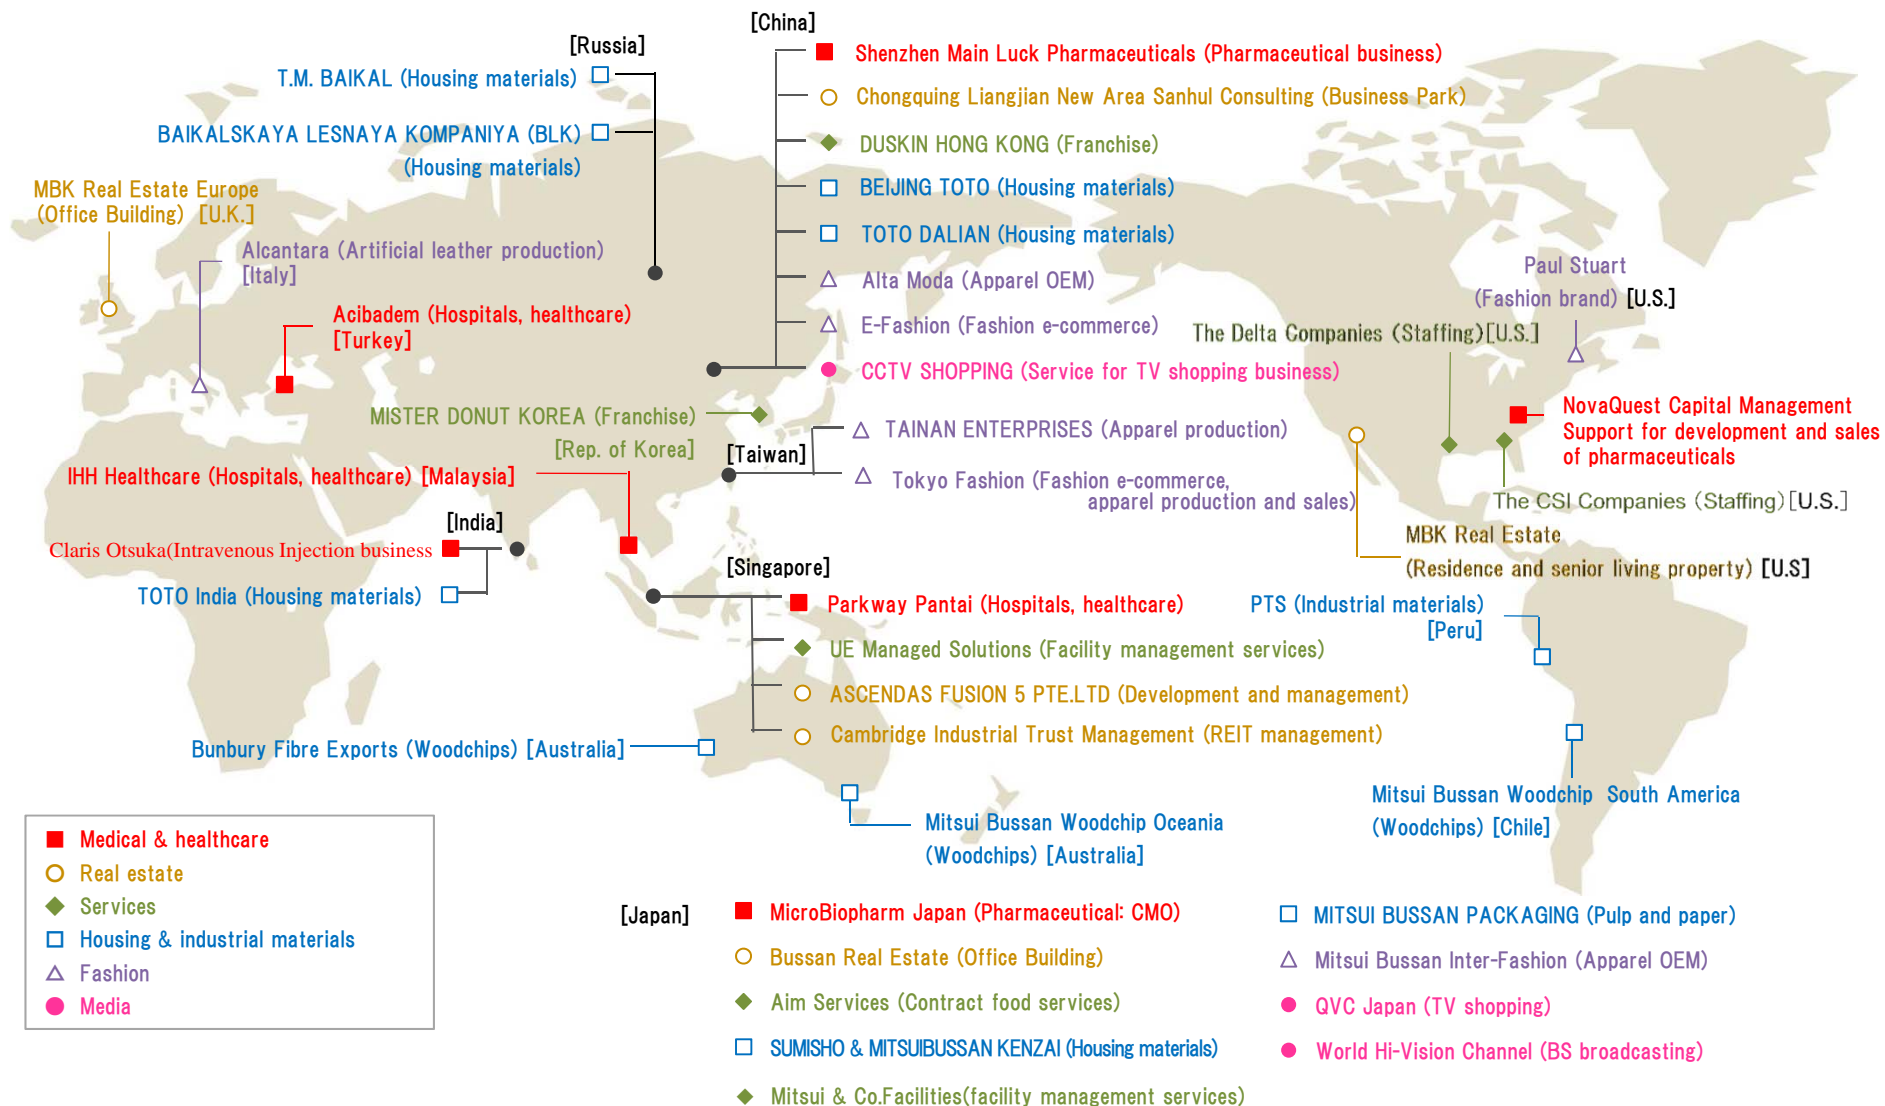 [China]
[Russia]
Shenzhen Main Luck Pharmaceuticals (Pharmaceutical business)
T.M. BAIKAL (Housing materials)
Chongquing Liangjian New Area Sanhul Consulting (Business Park)
BAIKALSKAYA LESNAYA KOMPANIYA (BLK)
(Housing materials)
DUSKIN HONG KONG (Franchise)
BEIJING TOTO (Housing materials)
MBK Real Estate Europe
(Office Building) [U.K.]
TOTO DALIAN (Housing materials)
Alcantara (Artificial leather production)
[Italy]
Alta Moda (Apparel OEM)
Paul Stuart
(Fashion brand) [U.S.]
Acibadem (Hospitals, healthcare)
[Turkey]
E-Fashion (Fashion e-commerce)
The Delta Companies (Staffing)[U.S.]
CCTV SHOPPING (Service for TV shopping business)
MISTER DONUT KOREA (Franchise)
[Rep. of Korea]
NovaQuest Capital Management
Support for development and sales
of pharmaceuticals
[Taiwan]
TAINAN ENTERPRISES (Apparel production)
Tokyo Fashion (Fashion e-commerce,
apparel production and sales)
IHH Healthcare (Hospitals, healthcare) [Malaysia]
The CSI Companies (Staffing)[U.S.]
[India]
Claris Otsuka(Intravenous Injection business
MBK Real Estate
(Residence and senior living property) [U.S]
TOTO India (Housing materials)
[Singapore]
Parkway Pantai (Hospitals, healthcare)
PTS (Industrial materials)
[Peru]
UE Managed Solutions (Facility management services)
ASCENDAS FUSION 5 PTE.LTD (Development and management)
Cambridge Industrial Trust Management (REIT management)
Bunbury Fibre Exports (Woodchips) [Australia]
Mitsui Bussan Woodchip South America
(Woodchips) [Chile]
Mitsui Bussan Woodchip Oceania
(Woodchips) [Australia]
Medical & healthcare
Real estate
Services
Housing & industrial materials
Fashion
Media
[Japan]
MicroBiopharm Japan (Pharmaceutical: CMO)
Bussan Real Estate (Office Building)
Aim Services (Contract food services)
SUMISHO & MITSUIBUSSAN KENZAI (Housing materials)
Mitsui & Co.Facilities(facility management services)
MITSUI BUSSAN PACKAGING (Pulp and paper)
Mitsui Bussan Inter-Fashion (Apparel OEM)
QVC Japan (TV shopping)
World Hi-Vision Channel (BS broadcasting)